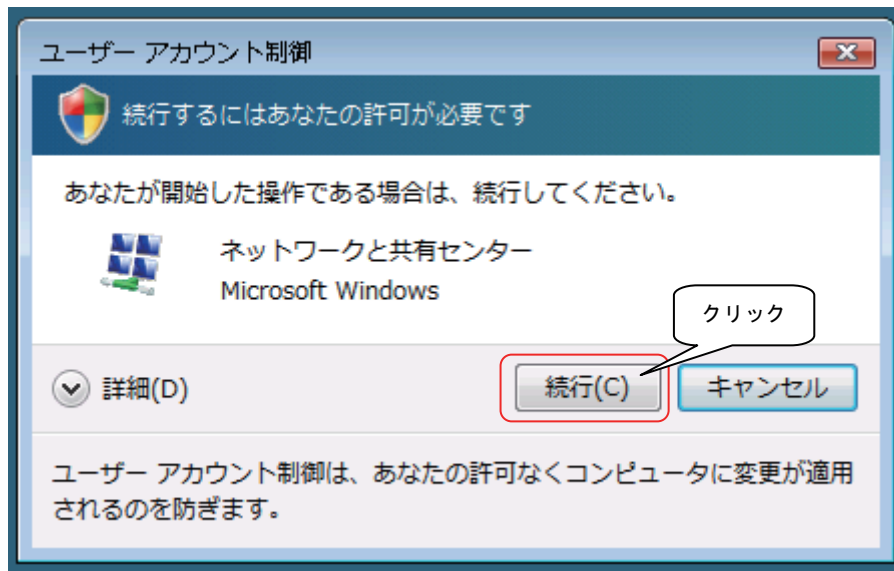 ユーザー アカウント制御
続行するにはあなたの許可が必要です
あなたが開始した操作である場合は、続行してください。
ネットワークと共有センター
Microsoft Windows
クリック
詳細(D)
続行(C)
キャンセル
ユーザー アカウント制御は、あなたの許可なくコンピュータに変更が適用
されるのを防ぎます。